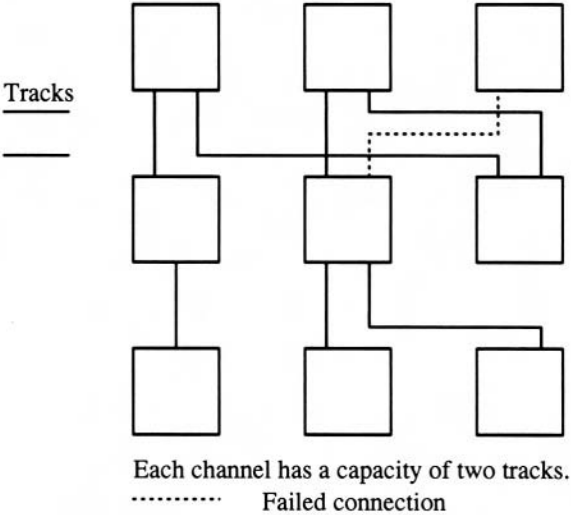 Tracks
Each channel has a capacity of two tracks.
Failed connection